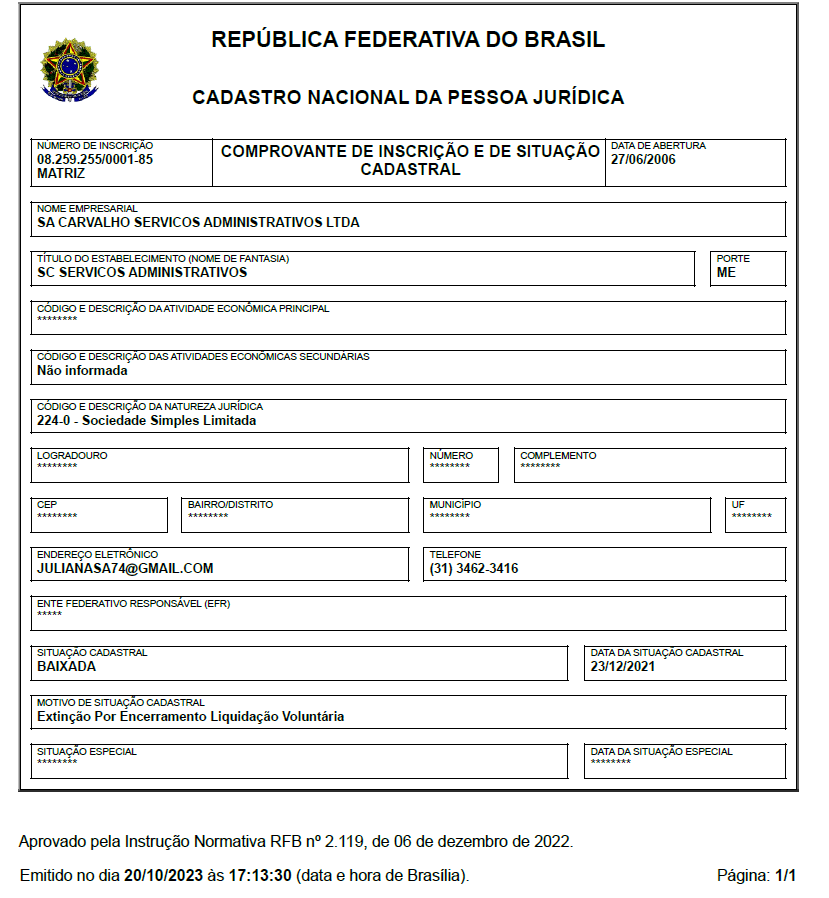 REPÚBLICA FEDERATIVA DO BRASIL
CADASTRO NACIONAL DA PESSOA JURÍDICA
NÚMERO DE INSCRIÇÃO
08.259.255/0001-85
MATRIZ
COMPROVANTE DE INSCRIÇÃO E DE SITUAÇÃO
CADASTRAL
DATA DE ABERTURA
27/06/2006
NOME EMPRESARIAL
SA CARVALHO SERVICOS ADMINISTRATIVOS LTDA
TÍTULO DO ESTABELECIMENTO (NOME DE FANTASIA)
SC SERVICOS ADMINISTRATIVOS
PORTE
ME
CÓDIGO E DESCRIÇÃO DA ATIVIDADE ECONÔMICA PRINCIPAL
********
CÓDIGO E DESCRIÇÃO DAS ATIVIDADES ECONÔMICAS SECUNDÁRIAS
Não informada
CÓDIGO E DESCRIÇÃO DA NATUREZA JURÍDICA
224-0 - Sociedade Simples Limitada
LOGRADOURO
********
NÚMERO
********
COMPLEMENTO
********
CEP
********
BAIRRO/DISTRITO
********
MUNICÍPIO
********
UF
********
ENDEREÇO ELETRÔNICO
JULIANASA74@GMAIL.COM
TELEFONE
(31) 3462-3416
ENTE FEDERATIVO RESPONSÁVEL (EFR)
*****
SITUAÇÃO CADASTRAL
BAIXADA
DATA DA SITUAÇÃO CADASTRAL
23/12/2021
MOTIVO DE SITUAÇÃO CADASTRAL
Extinção Por Encerramento Liquidação Voluntária
SITUAÇÃO ESPECIAL
********
DATA DA SITUAÇÃO ESPECIAL
********
Aprovado pela Instrução Normativa RFB nº 2.119, de 06 de dezembro de 2022.
Emitido no dia 20/10/2023 às 17:13:30 (data e hora de Brasília).
Página: 1/1